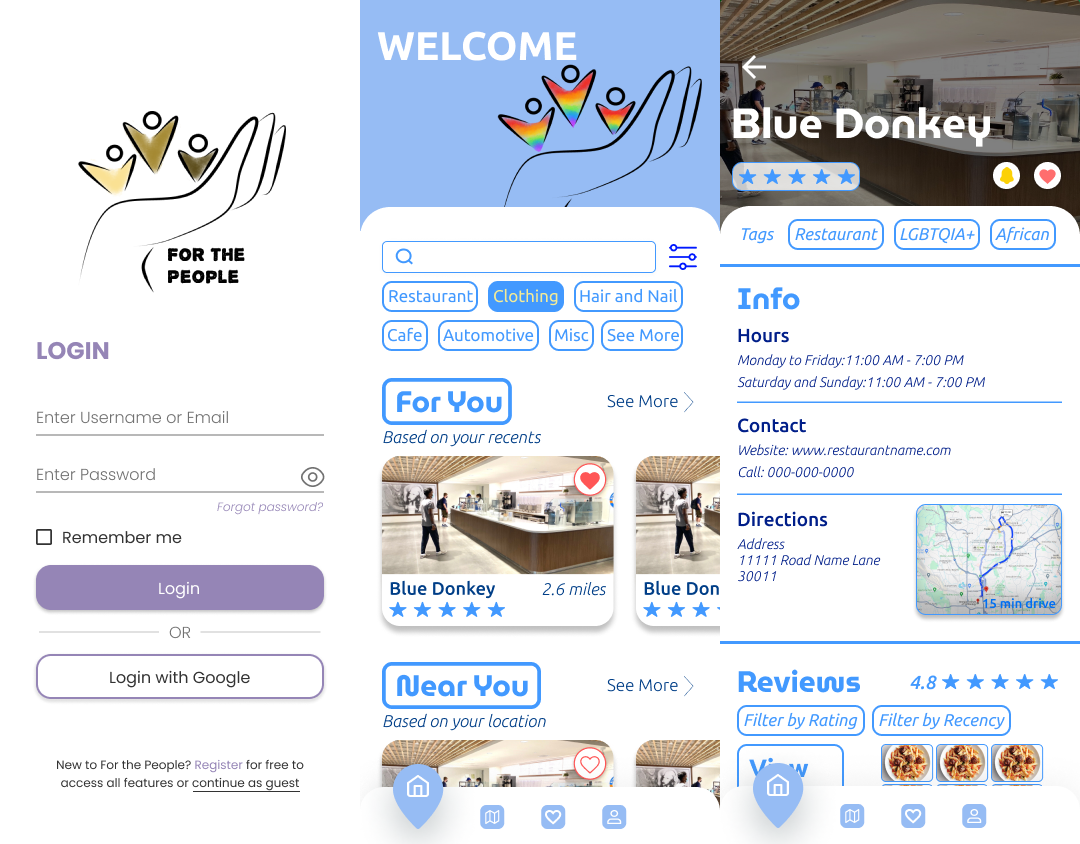 FOR THE
PEOPLE
LOGIN
Enter Username or Email
Enter Password
Forgot password?
Remember me
Login
OR
Login with Google
New to For the People? Register for free to
access all features or continue as guest
WELCOME
Restaurant
Clothing
Hair and Nail
Cafe
Automotive
Misc
See More
For You
See More
Based on your recents
Blue Donkey
2.6 miles
Blue Don
Near You
See More
Based on your location
Blue Donkey
Tags
Restaurant
LGBTQIA+
African
Info
Hours
Monday to Friday:11:00 AM - 7:00 PM
Saturday and Sunday:11:00 AM - 7:00 PM
Contact
Website: www.restaurantname.com
Call: 000-000-0000
Directions
Address
11111 Road Name Lane
30011
15 min drive
Reviews
4.8
Filter by Rating
Filter by Recency
View